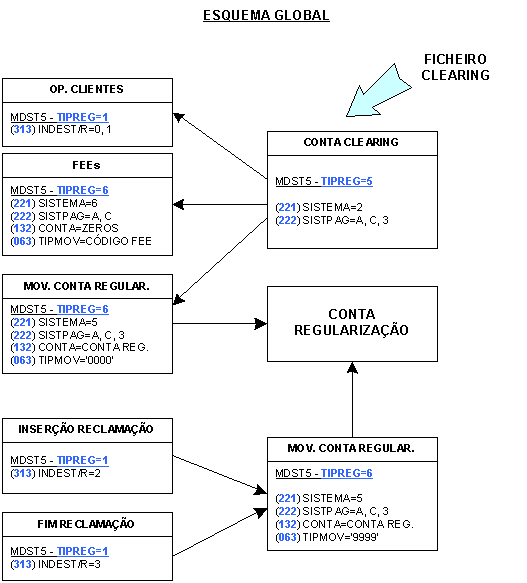 ESQUEMA GLOBAL
FICHEIRO
CLEARING
OP. CLIENTES
MDST5 - TIPREG=1
(313) INDEST/R=0, 1
FEEs
MDST5 - TIPREG=6
(221) SISTEMA=6
(222) SISTPAG=A, C
(132) CONTA=ZEROS
(063) TIPMOV=CÓDIGO FEE
CONTA CLEARING
MDST5 - TIPREG=5
(221) SISTEMA=2
(222) SISTPAG=A, C, 3
MOV. CONTA REGULAR.
MDST5 - TIPREG=6
(221) SISTEMA=5
(222) SISTPAG=A, C, 3
(132) CONTA=CONTA REG.
(063) TIPMOV='0000'
CONTA
REGULARIZAÇÃO
INSERÇÃO RECLAMAÇÃO
MDST5 - TIPREG=1
(313) INDEST/R=2
FIM RECLAMAÇÃO
MDST5 - TIPREG=1
(313) INDEST/R=3
MOV. CONTA REGULAR.
MDST5 - TIPREG=6
(221) SISTEMA=5
(222) SISTPAG=A, C, 3
(132) CONTA=CONTA REG.
(063) TIPMOV='9999'